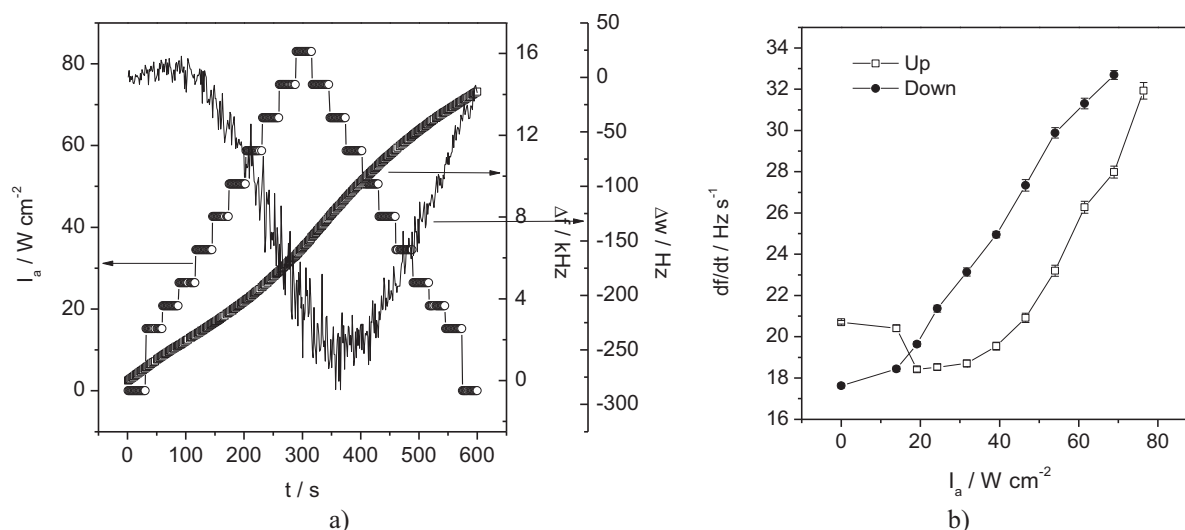 50
0
-50
-100
-150
-200
-250
-300
Δw / Hz
16
12
8
4
0
Δf / kHz
80
60
40
20
0
I a / W cm-2
0 100 200 300 400 500 600
t / s
a)
34
32
30
28
26
24
22
20
18
16
df/dt / Hz s-1
Up
Down
0 20 40 60 80
I a / W cm-2
b)